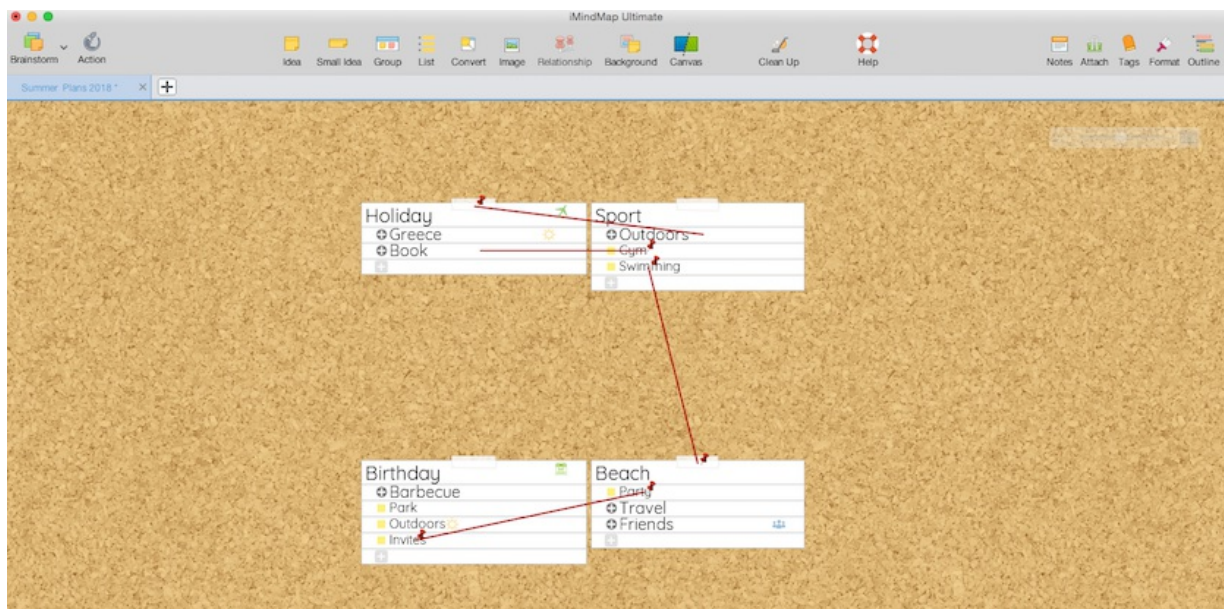 iMindMap Ultimate
Brainstorm Action Idea Small Idea Group List Convert Image Relationship Background Canvas Clean Up Help Notes Attach Tags Format Outline
Summer Plans 2018 *
Holiday
Greece
Book
Sport
Outdoors
Gym
Swimming
Birthday
Barbecue
Park
Outdoors
Invites
Beach
Party
Travel
Friends